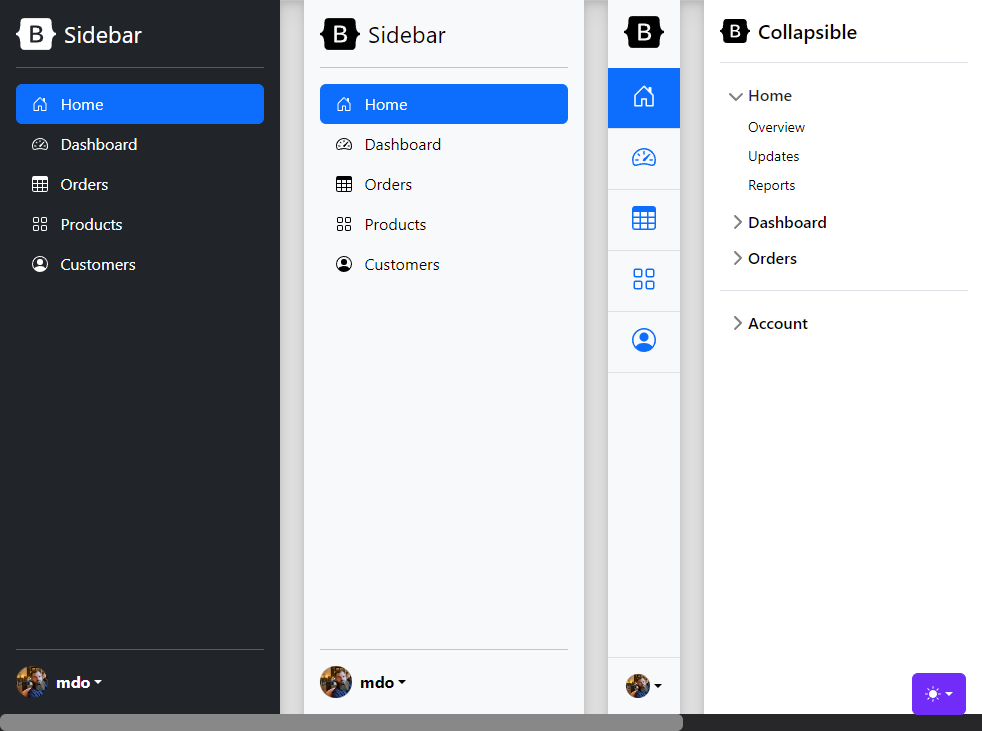 B Sidebar
Home
Dashboard
Orders
Products
Customers
mdo
B Sidebar
Home
Dashboard
Orders
Products
Customers
mdo
B
B Collapsible
Home
Overview
Updates
Reports
Dashboard
Orders
Account